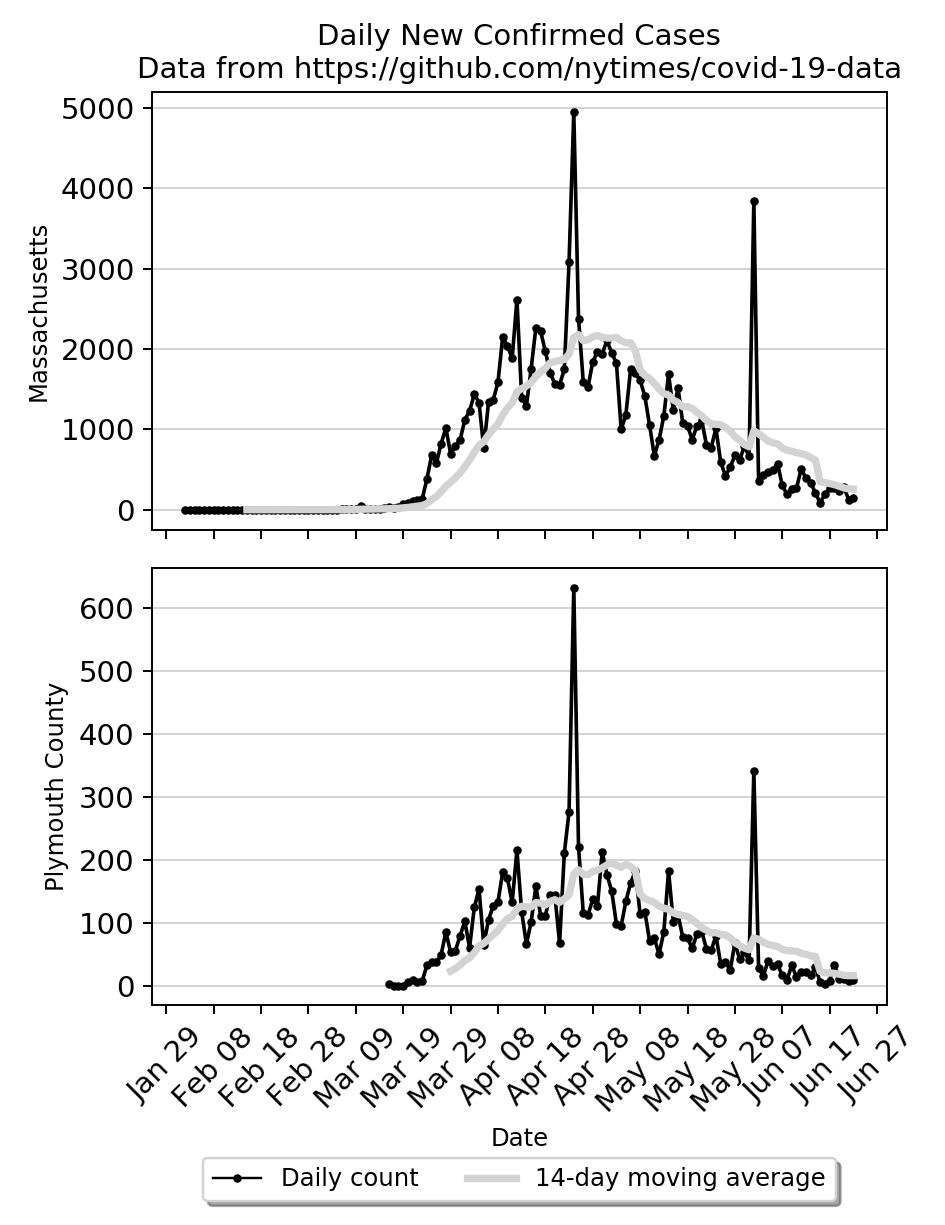 Daily New Confirmed Cases
Data from https://github.com/nytimes/covid-19-data
5000
4000
3000
2000
1000
0
Massachusetts
600
500
400
300
200
100
0
Plymouth County
Jan 29
Feb 08
Feb 18
Feb 28
Mar 09
Mar 19
Mar 29
Apr 08
Apr 18
Apr 28
May 08
May 18
May 28
Jun 07
Jun 17
Jun 27
Date
Daily count
14-day moving average